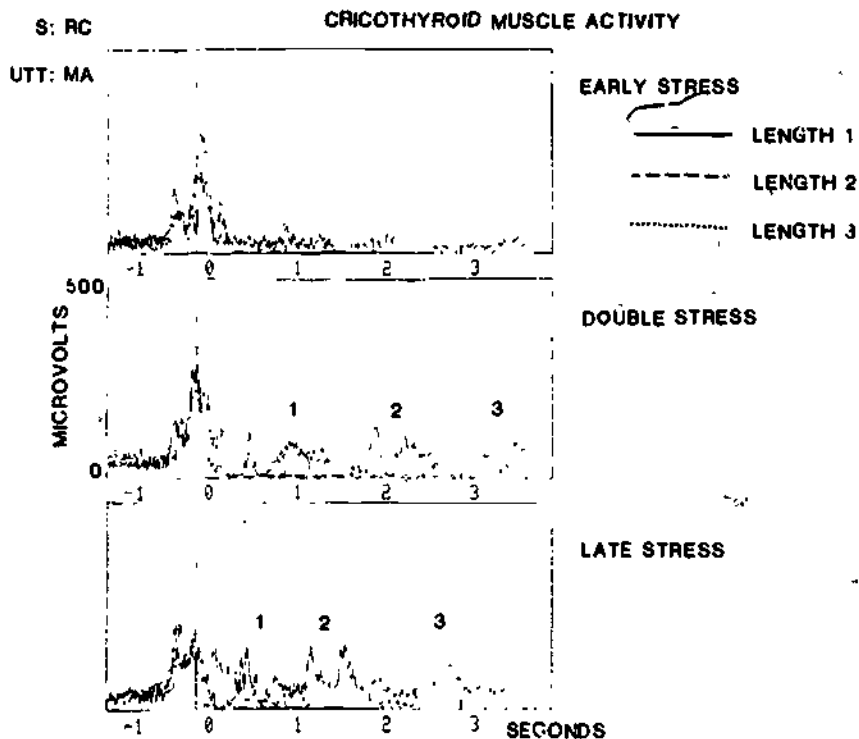 S: RC
CRICOTHYROID MUSCLE ACTIVITY
UTT: MA
EARLY STRESS
LENGTH 1
LENGTH 2
LENGTH 3
-1 0 1 2 3
500
MICROVOLTS
0
DOUBLE STRESS
1 2 3
-1 0 1 2 3
LATE STRESS
1 2 3
-1 0 1 2 3 SECONDS